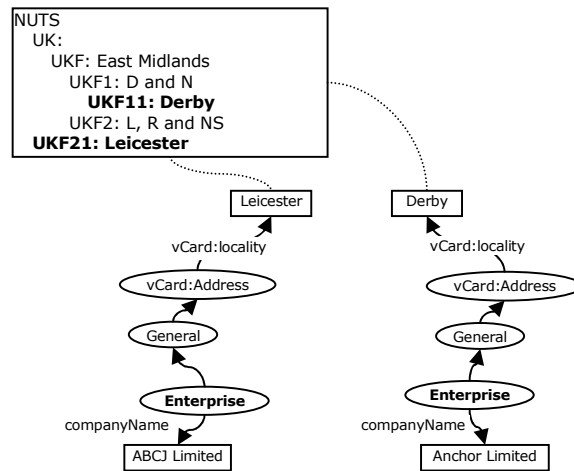 NUTS
UK:
UKF: East Midlands
UKF1: D and N
UKF11: Derby
UKF2: L, R and NS
UKF21: Leicester
Leicester
Derby
vCard:locality
vCard:locality
vCard:Address
vCard:Address
General
General
Enterprise
Enterprise
companyName
companyName
ABCJ Limited
Anchor Limited